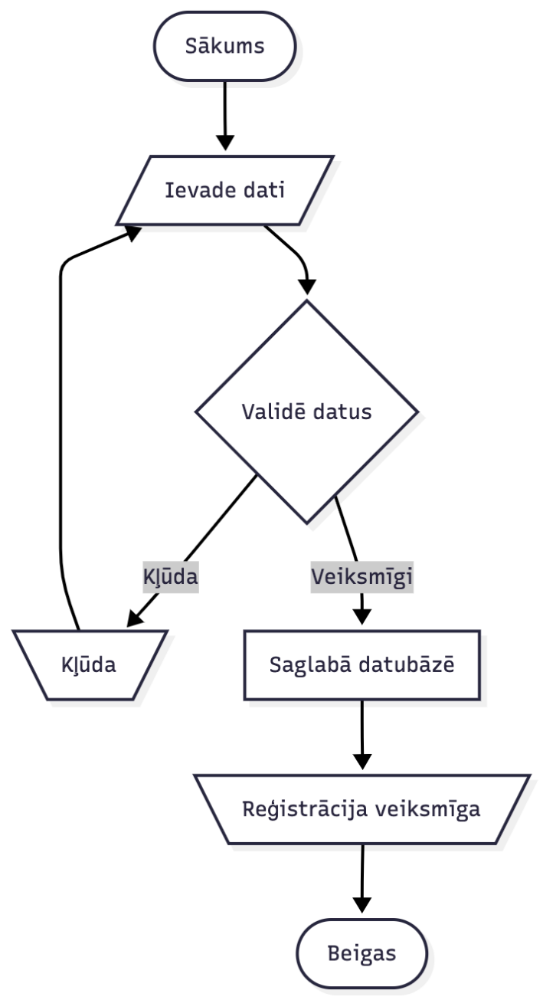 Sākums
Ievade dati
Validē datus
Kļūda
Veiksmīgi
Kļūda
Saglabā datubāzē
Reģistrācija veiksmīga
Beigas